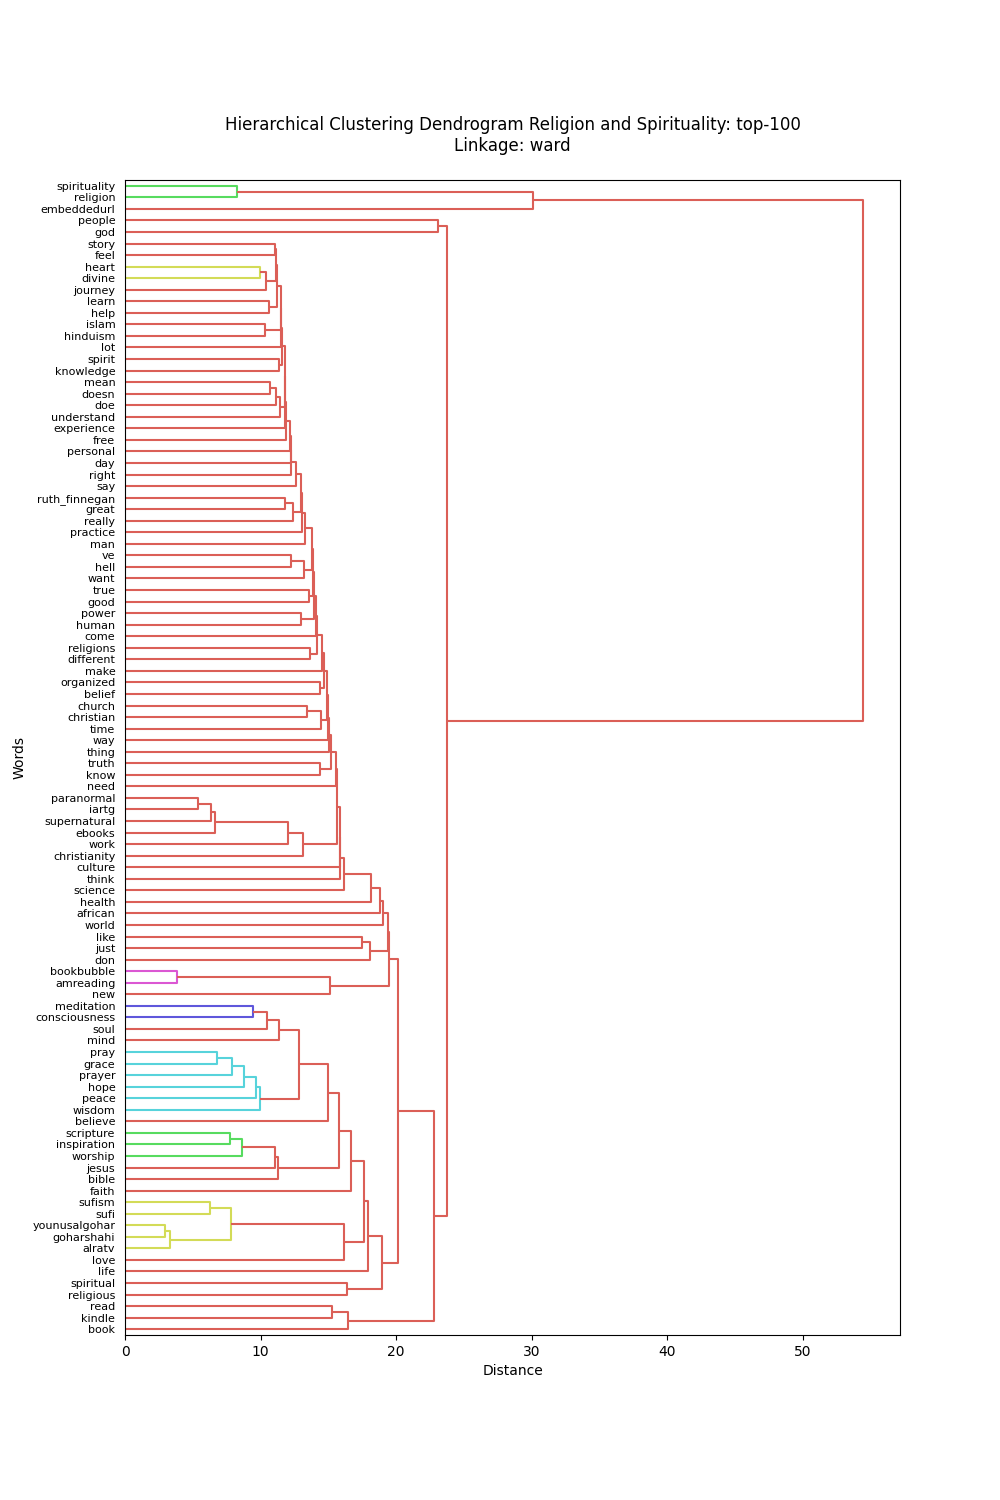 Hierarchical Clustering Dendrogram Religion and Spirituality: top-100
Linkage: ward
spirituality
religion
embeddedurl
people
god
story
feel
heart
divine
journey
learn
help
islam
hinduism
lot
spirit
knowledge
mean
doesn
doe
understand
experience
free
personal
day
right
say
ruth_finnegan
great
really
practice
man
ve
hell
want
true
good
power
human
come
religions
different
make
organized
belief
church
christian
time
way
thing
truth
know
need
paranormal
iartg
supernatural
ebooks
work
christianity
culture
think
science
health
african
world
like
just
don
bookbubble
amreading
new
meditation
consciousness
soul
mind
pray
grace
prayer
hope
peace
wisdom
believe
scripture
inspiration
worship
jesus
bible
faith
sufism
sufi
younusalgohar
goharshahi
alratv
love
life
spiritual
religious
read
kindle
book
Words
0 10 20 30 40 50
Distance